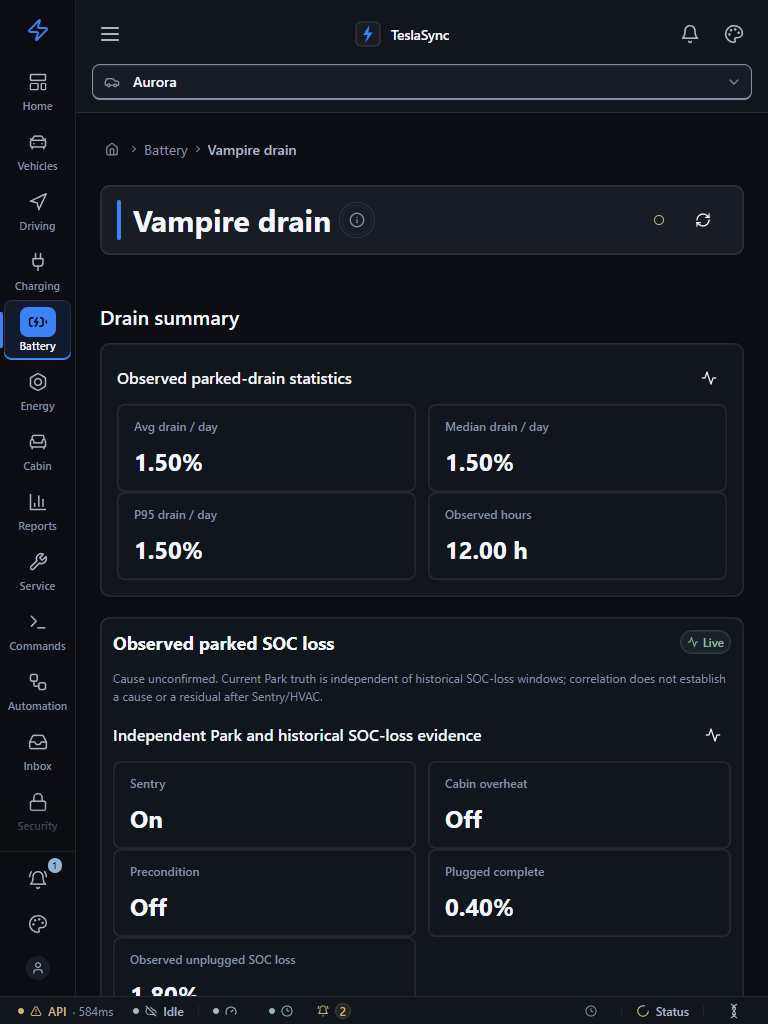 TeslaSync
Aurora
Home
Vehicles
Driving
Charging
Battery
Energy
Cabin
Reports
Service
Commands
Automation
Inbox
Security
1
Battery
Vampire drain
Vampire drain
Drain summary
Observed parked-drain statistics
Avg drain / day
1.50%
Median drain / day
1.50%
P95 drain / day
1.50%
Observed hours
12.00 h
Observed parked SOC loss
Live
Cause unconfirmed. Current Park truth is independent of historical SOC-loss windows; correlation does not establish
a cause or a residual after Sentry/HVAC.
Independent Park and historical SOC-loss evidence
Sentry
On
Cabin overheat
Off
Precondition
Off
Plugged complete
0.40%
Observed unplugged SOC loss
1.80%
API · 584ms
Idle
2
Status